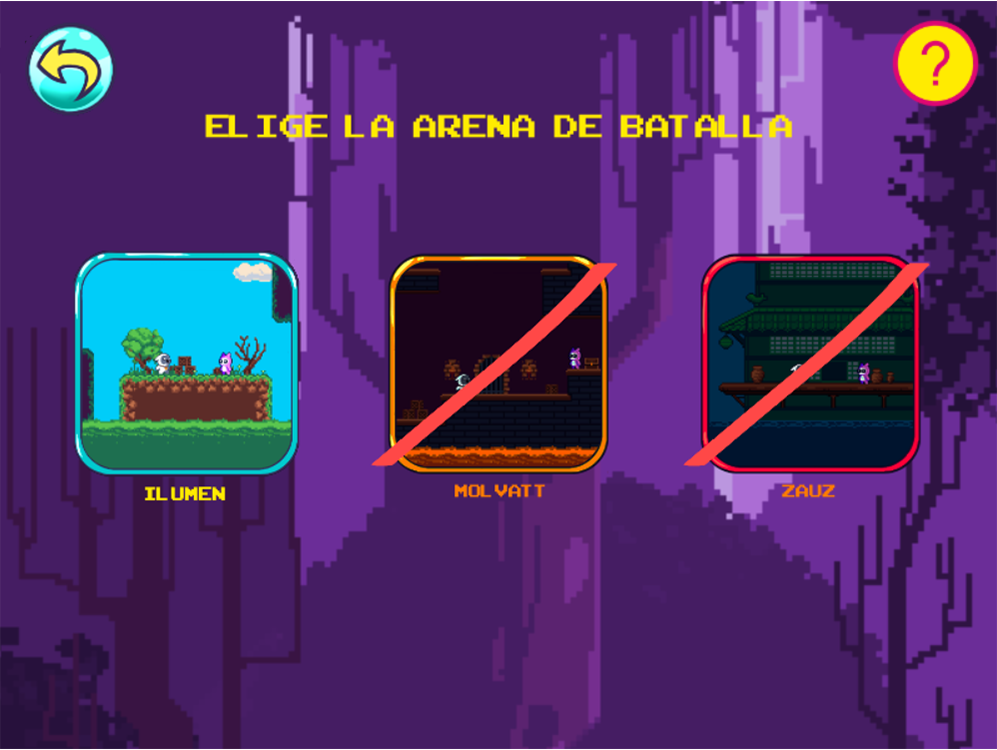 ?
ELIGE LA ARENA DE BATALLA
ILUMEN
MOLVATT
ZAUZ